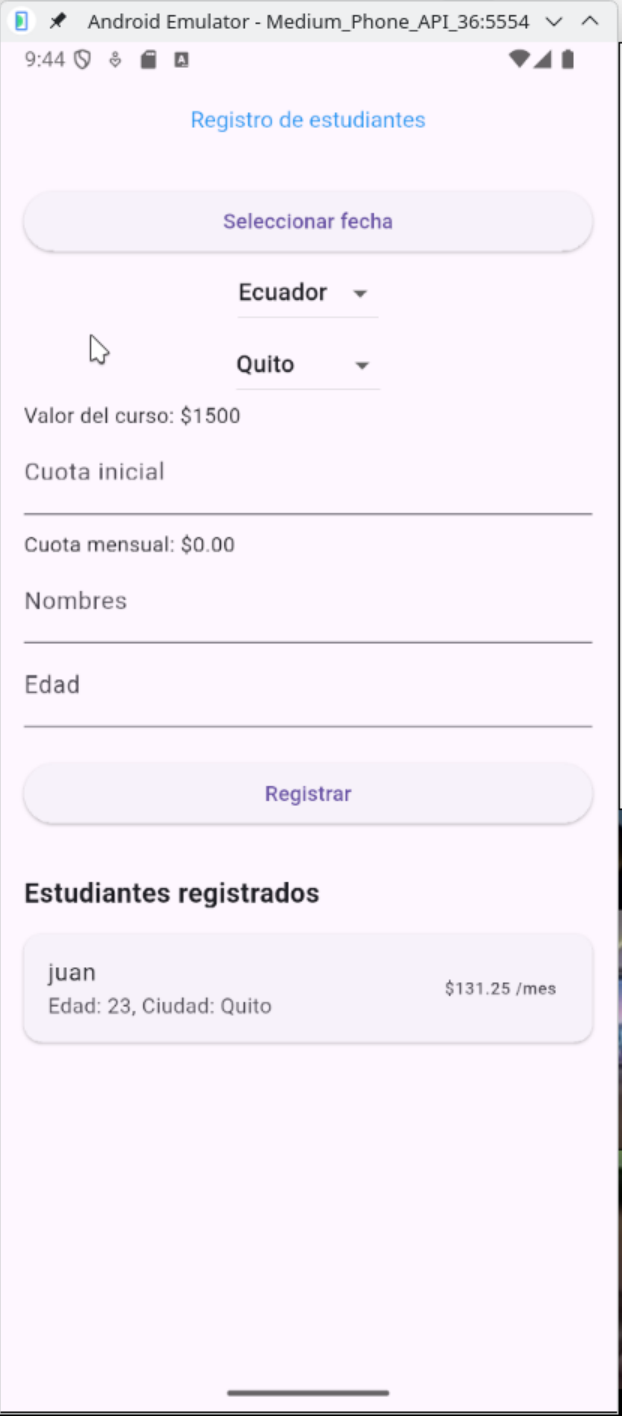 Android Emulator - Medium_Phone_API_36:5554
9:44
Registro de estudiantes
Seleccionar fecha
Ecuador
Quito
Valor del curso: $1500
Cuota inicial
Cuota mensual: $0.00
Nombres
Edad
Registrar
Estudiantes registrados
juan
$131.25 /mes
Edad: 23, Ciudad: Quito